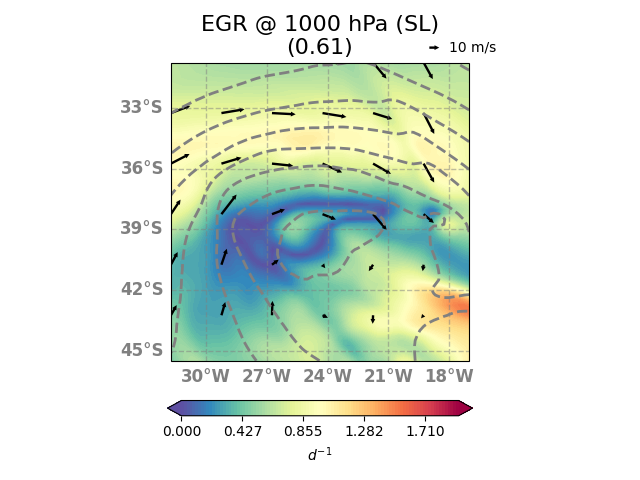 EGR @ 1000 hPa (SL)
(0.61)
10 m/s
33°S
36°S
39°S
42°S
45°S
30°W 27°W 24°W 21°W 18°W
0.000 0.427 0.855 1.282 1.710
d⁻¹